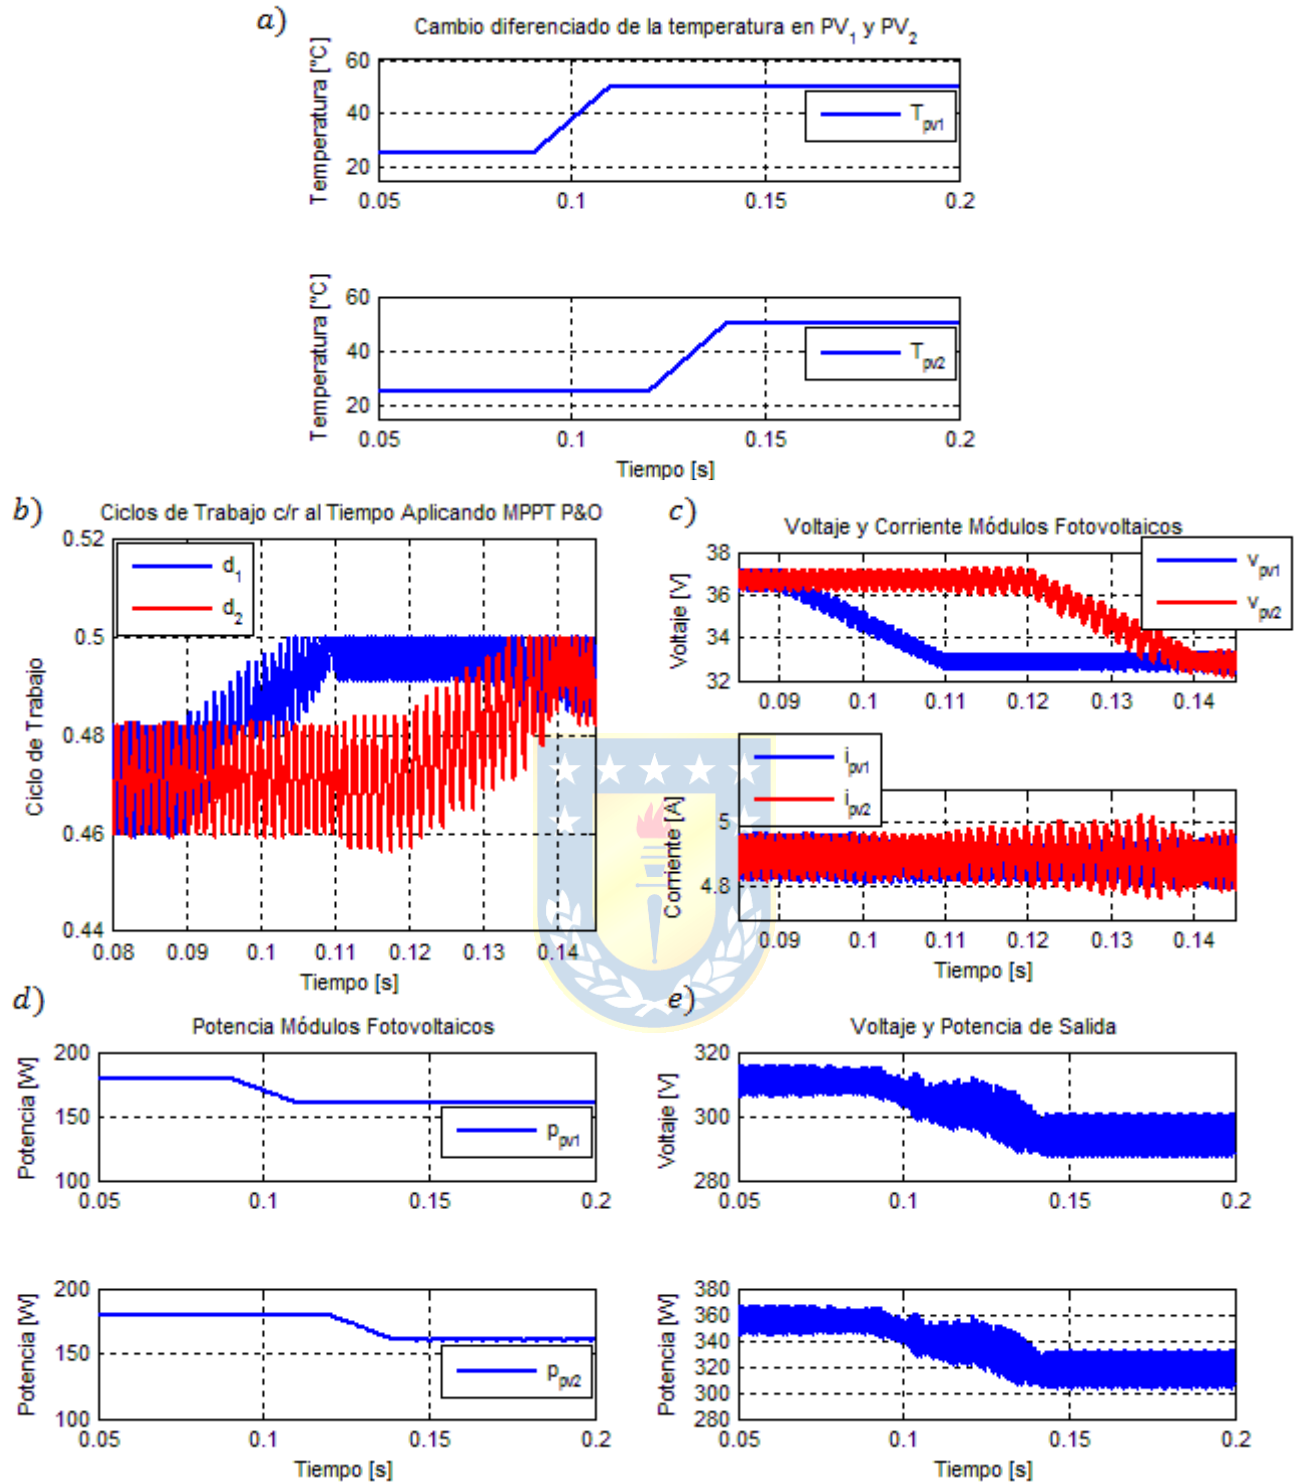 a)
Cambio diferenciado de la temperatura en PV1 y PV2
Temperatura [°C]
60
40
20
Tpv1
0.05 0.1 0.15 0.2
Temperatura [°C]
60
40
20
Tpv2
0.05 0.1 0.15 0.2
Tiempo [s]
b)
Ciclos de Trabajo c/r al Tiempo Aplicando MPPT P&O
Ciclo de Trabajo
0.52
0.5
0.48
0.46
0.44
d1
d2
0.08 0.09 0.1 0.11 0.12 0.13 0.14
Tiempo [s]
c)
Voltaje y Corriente Módulos Fotovoltaicos
Voltaje [V]
38
36
34
32
vpv1
vpv2
0.09 0.1 0.11 0.12 0.13 0.14
ipv1
ipv2
Corriente [A]
5
4.8
0.09 0.1 0.11 0.12 0.13 0.14
Tiempo [s]
d)
Potencia Módulos Fotovoltaicos
Potencia [W]
200
150
100
ppv1
0.05 0.1 0.15 0.2
Potencia [W]
200
150
100
ppv2
0.05 0.1 0.15 0.2
Tiempo [s]
e)
Voltaje y Potencia de Salida
Voltaje [V]
320
300
280
0.05 0.1 0.15 0.2
Potencia [W]
380
360
340
320
300
280
0.05 0.1 0.15 0.2
Tiempo [s]